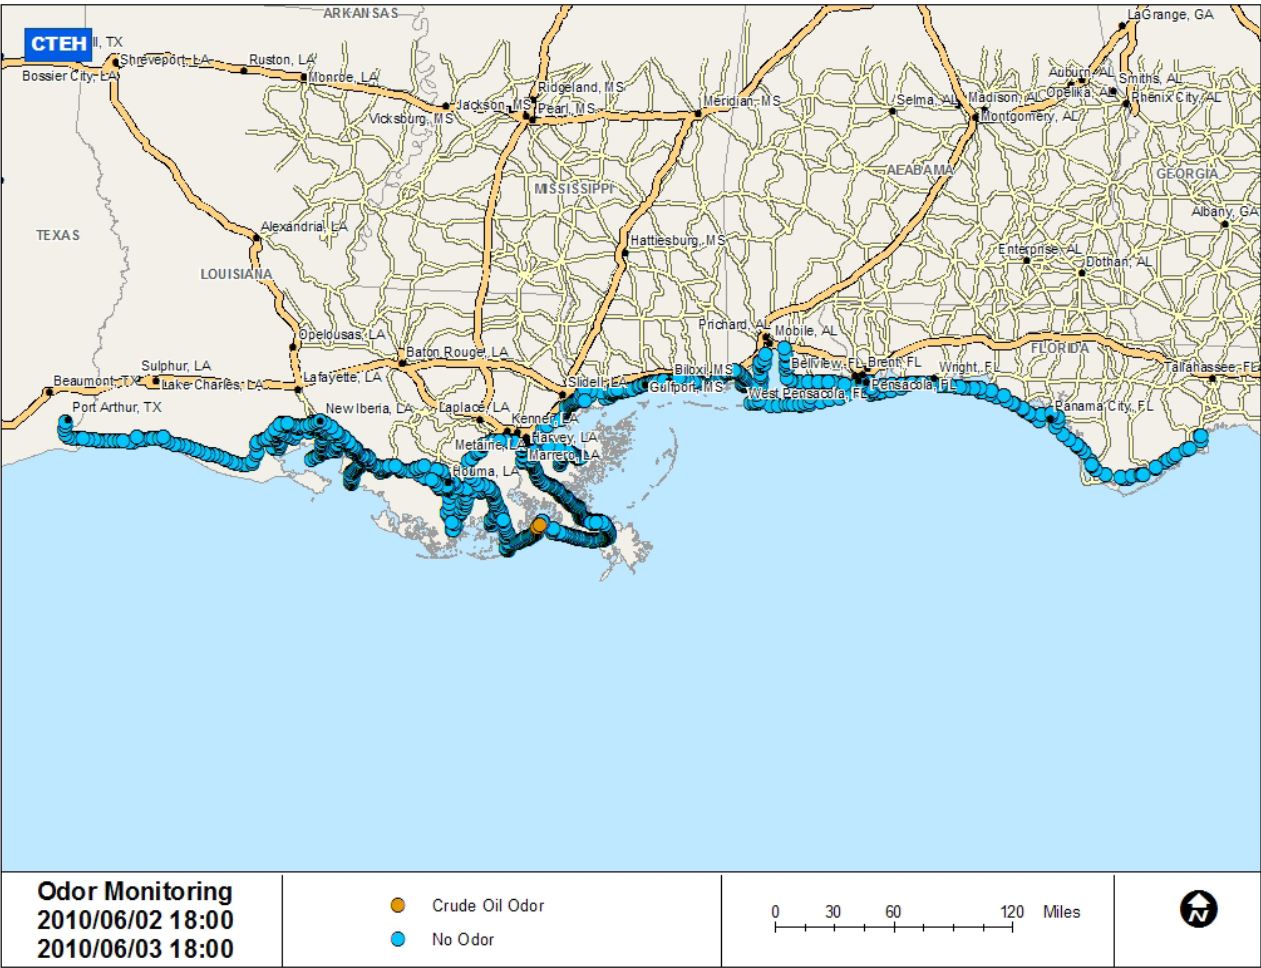 ARKANSAS
LaGrange, GA
CTEH
ll, TX
Shreveport, LA
Ruston, LA
Bossier City, LA
Monroe, LA
Auburn, AL
Smiths, AL
Ridgeland, MS
Opelika, AL
Jackson, MS
Pearl, MS
Meridian, MS
Selma, AL
Madison, AL
Phenix City, AL
Vicksburg, MS
Montgomery, AL
ALABAMA
GEORGIA
MISSISSIPPI
Albany, GA
Alexandria, LA
TEXAS
Hattiesburg, MS
Enterprise, AL
Dothan, AL
LOUISIANA
Prichard, AL
Mobile, AL
Opelousas, LA
FLORIDA
Baton Rouge, LA
Sulphur, LA
Biloxi, MS
Bellview, FL
Brent, FL
Wright, FL
Tallahassee, FL
Beaumont, TX
Lake Charles, LA
Lafayette, LA
Slidell, LA
Gulfport, MS
West Pensacola, FL
Pensacola, FL
Port Arthur, TX
New Iberia, LA
Laplace, LA
Kenner, LA
Panama City, FL
Metairie, LA
Harvey, LA
Marrero, LA
Houma, LA
Odor Monitoring
2010/06/02 18:00
2010/06/03 18:00
Crude Oil Odor
No Odor
0 30 60 120 Miles
N